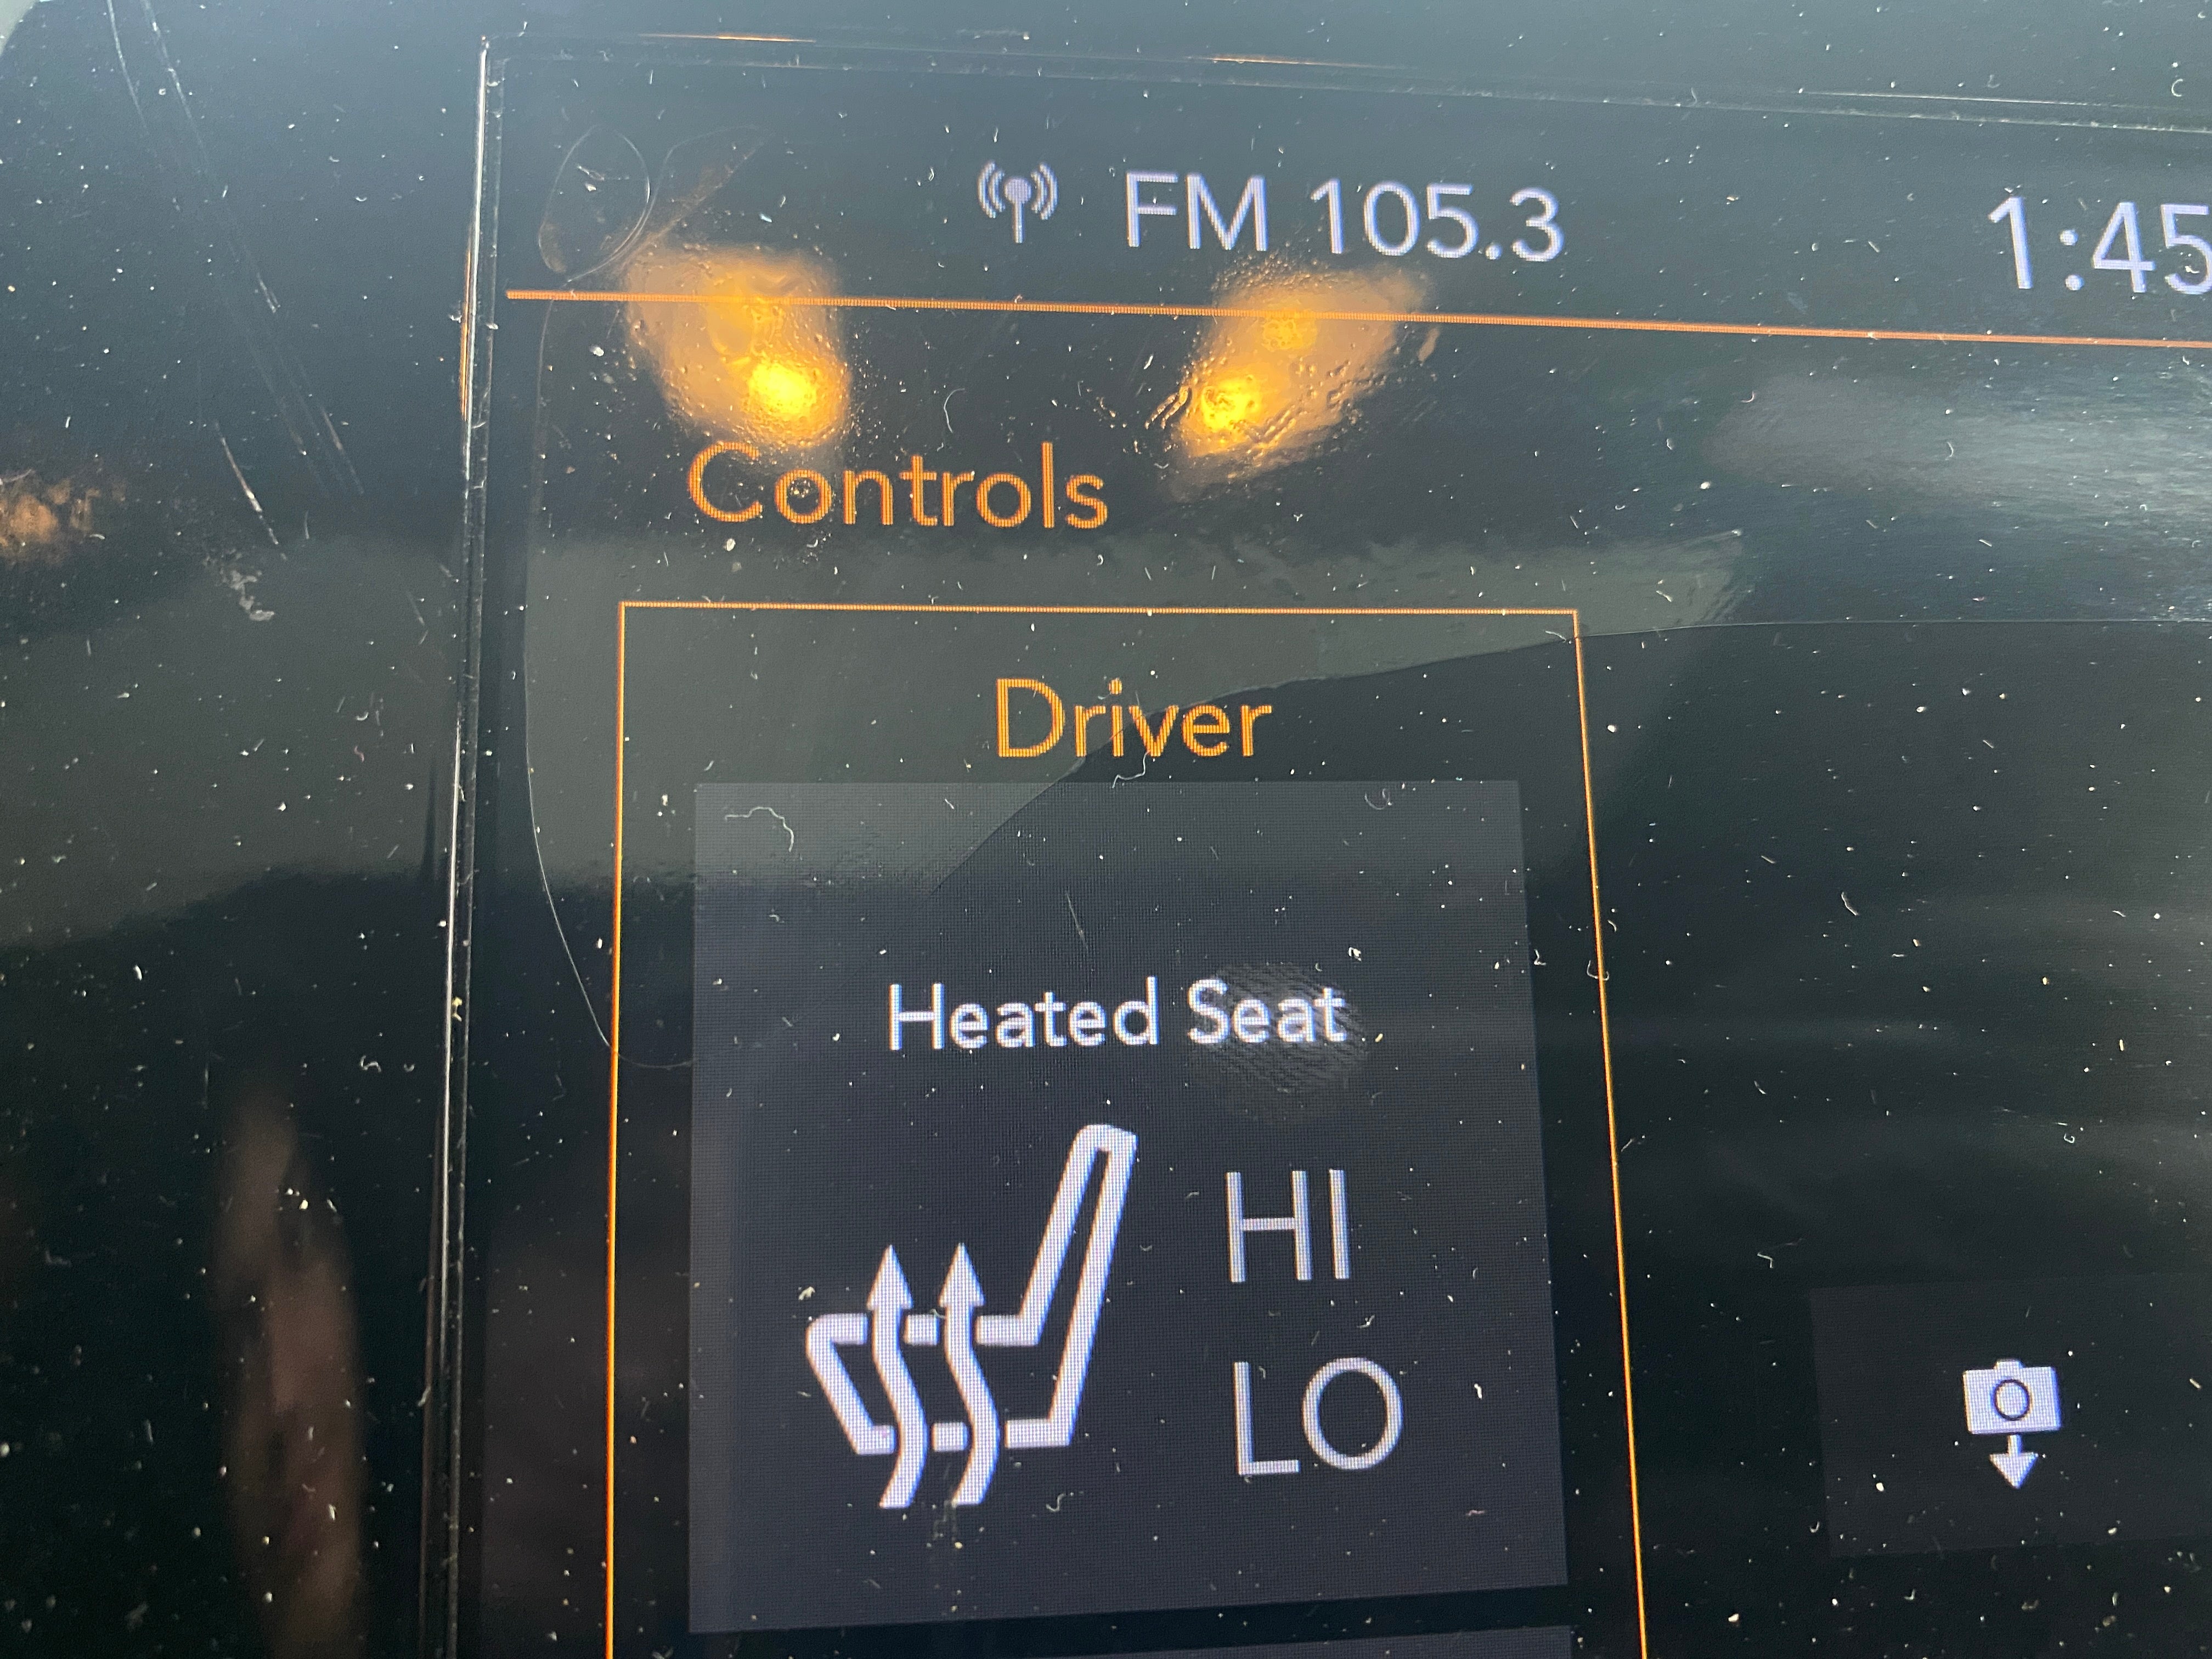 FM 105.3
1:45
Controls
Driver
Heated Seat
HI
LO